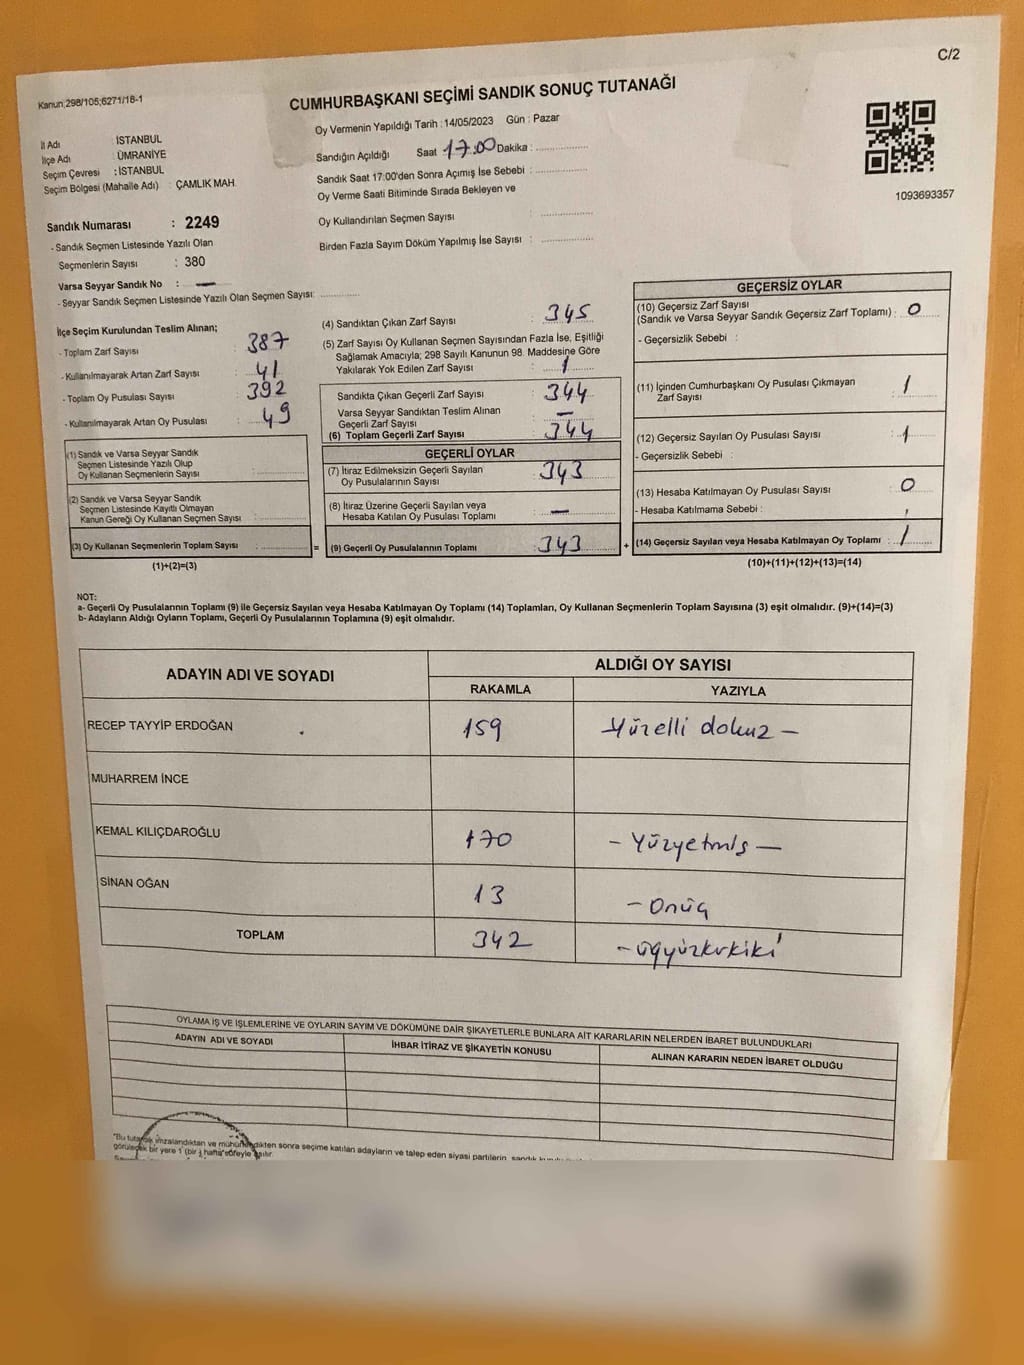 C/2
Kanun;298/105;6271/18-1
CUMHURBAŞKANI SEÇİMİ SANDIK SONUÇ TUTANAĞI
Oy Vermenin Yapıldığı Tarih : 14/05/2023 Gün : Pazar
İl Adı : İSTANBUL
İlçe Adı : ÜMRANİYE
Seçim Çevresi : İSTANBUL
Seçim Bölgesi (Mahalle Adı) : ÇAMLIK MAH.
Sandığın Açıldığı Saat 17:00 Dakika :
Sandık Saat 17:00'den Sonra Açımış İse Sebebi :
Oy Verme Saati Bitiminde Sırada Bekleyen ve
Oy Kullandırılan Seçmen Sayısı :
Birden Fazla Sayım Döküm Yapılmış İse Sayısı :
1093693357
Sandık Numarası : 2249
- Sandık Seçmen Listesinde Yazılı Olan
Seçmenlerin Sayısı : 380
Varsa Seyyar Sandık No : —
- Seyyar Sandık Seçmen Listesinde Yazılı Olan Seçmen Sayısı:
İlçe Seçim Kurulundan Teslim Alınan;
- Toplam Zarf Sayısı : 387
- Kullanılmayarak Artan Zarf Sayısı : 41
- Toplam Oy Pusulası Sayısı : 392
- Kullanılmayarak Artan Oy Pusulası : 49
(1) Sandık ve Varsa Seyyar Sandık
Seçmen Listesinde Yazılı Olup
Oy Kullanan Seçmenlerin Sayısı :
(2) Sandık ve Varsa Seyyar Sandık
Seçmen Listesinde Kayıtlı Olmayan
Kanun Gereği Oy Kullanan Seçmen Sayısı :
(3) Oy Kullanan Seçmenlerin Toplam Sayısı :
(1)+(2)=(3)
(4) Sandıktan Çıkan Zarf Sayısı : 345
(5) Zarf Sayısı Oy Kullanan Seçmen Sayısından Fazla İse, Eşitliği
Sağlamak Amacıyla; 298 Sayılı Kanunun 98. Maddesine Göre
Yakılarak Yok Edilen Zarf Sayısı : 1
Sandıkta Çıkan Geçerli Zarf Sayısı : 344
Varsa Seyyar Sandıktan Teslim Alınan
Geçerli Zarf Sayısı : —
(6) Toplam Geçerli Zarf Sayısı : 344
GEÇERLİ OYLAR
(7) İtiraz Edilmeksizin Geçerli Sayılan
Oy Pusulalarının Sayısı : 343
(8) İtiraz Üzerine Geçerli Sayılan veya
Hesaba Katılan Oy Pusulası Toplamı : —
= (9) Geçerli Oy Pusulalarının Toplamı : 343 +
GEÇERSİZ OYLAR
(10) Geçersiz Zarf Sayısı
(Sandık ve Varsa Seyyar Sandık Geçersiz Zarf Toplamı) : 0
- Geçersizlik Sebebi :
(11) İçinden Cumhurbaşkanı Oy Pusulası Çıkmayan
Zarf Sayısı : 1
(12) Geçersiz Sayılan Oy Pusulası Sayısı : 1
- Geçersizlik Sebebi :
(13) Hesaba Katılmayan Oy Pusulası Sayısı : 0
- Hesaba Katılmama Sebebi :
(14) Geçersiz Sayılan veya Hesaba Katılmayan Oy Toplamı : 1
(10)+(11)+(12)+(13)=(14)
NOT:
a- Geçerli Oy Pusulalarının Toplamı (9) ile Geçersiz Sayılan veya Hesaba Katılmayan Oy Toplamı (14) Toplamları, Oy Kullanan Seçmenlerin Toplam Sayısına (3) eşit olmalıdır. (9)+(14)=(3)
b- Adayların Aldığı Oyların Toplamı, Geçerli Oy Pusulalarının Toplamına (9) eşit olmalıdır.
ADAYIN ADI VE SOYADI
ALDIĞI OY SAYISI
RAKAMLA YAZIYLA
RECEP TAYYİP ERDOĞAN 159 Yüzelli dokuz —
MUHARREM İNCE
KEMAL KILIÇDAROĞLU 170 – Yüzyetmiş —
SİNAN OĞAN 13 – Onüç
TOPLAM 342 – üçyüzkırkiki
OYLAMA İŞ VE İŞLEMLERİNE VE OYLARIN SAYIM VE DÖKÜMÜNE DAİR ŞİKAYETLERLE BUNLARA AİT KARARLARIN NELERDEN İBARET BULUNDUKLARI
ADAYIN ADI VE SOYADI İHBAR İTİRAZ VE ŞİKAYETİN KONUSU ALINAN KARARIN NEDEN İBARET OLDUĞU
"Bu tutanak imzalandıktan ve mühürlendikten sonra seçime katılan adayların ve talep eden siyasi partilerin, sandık
görülecek bir yere 1 (bir) hafta süreyle asılır.